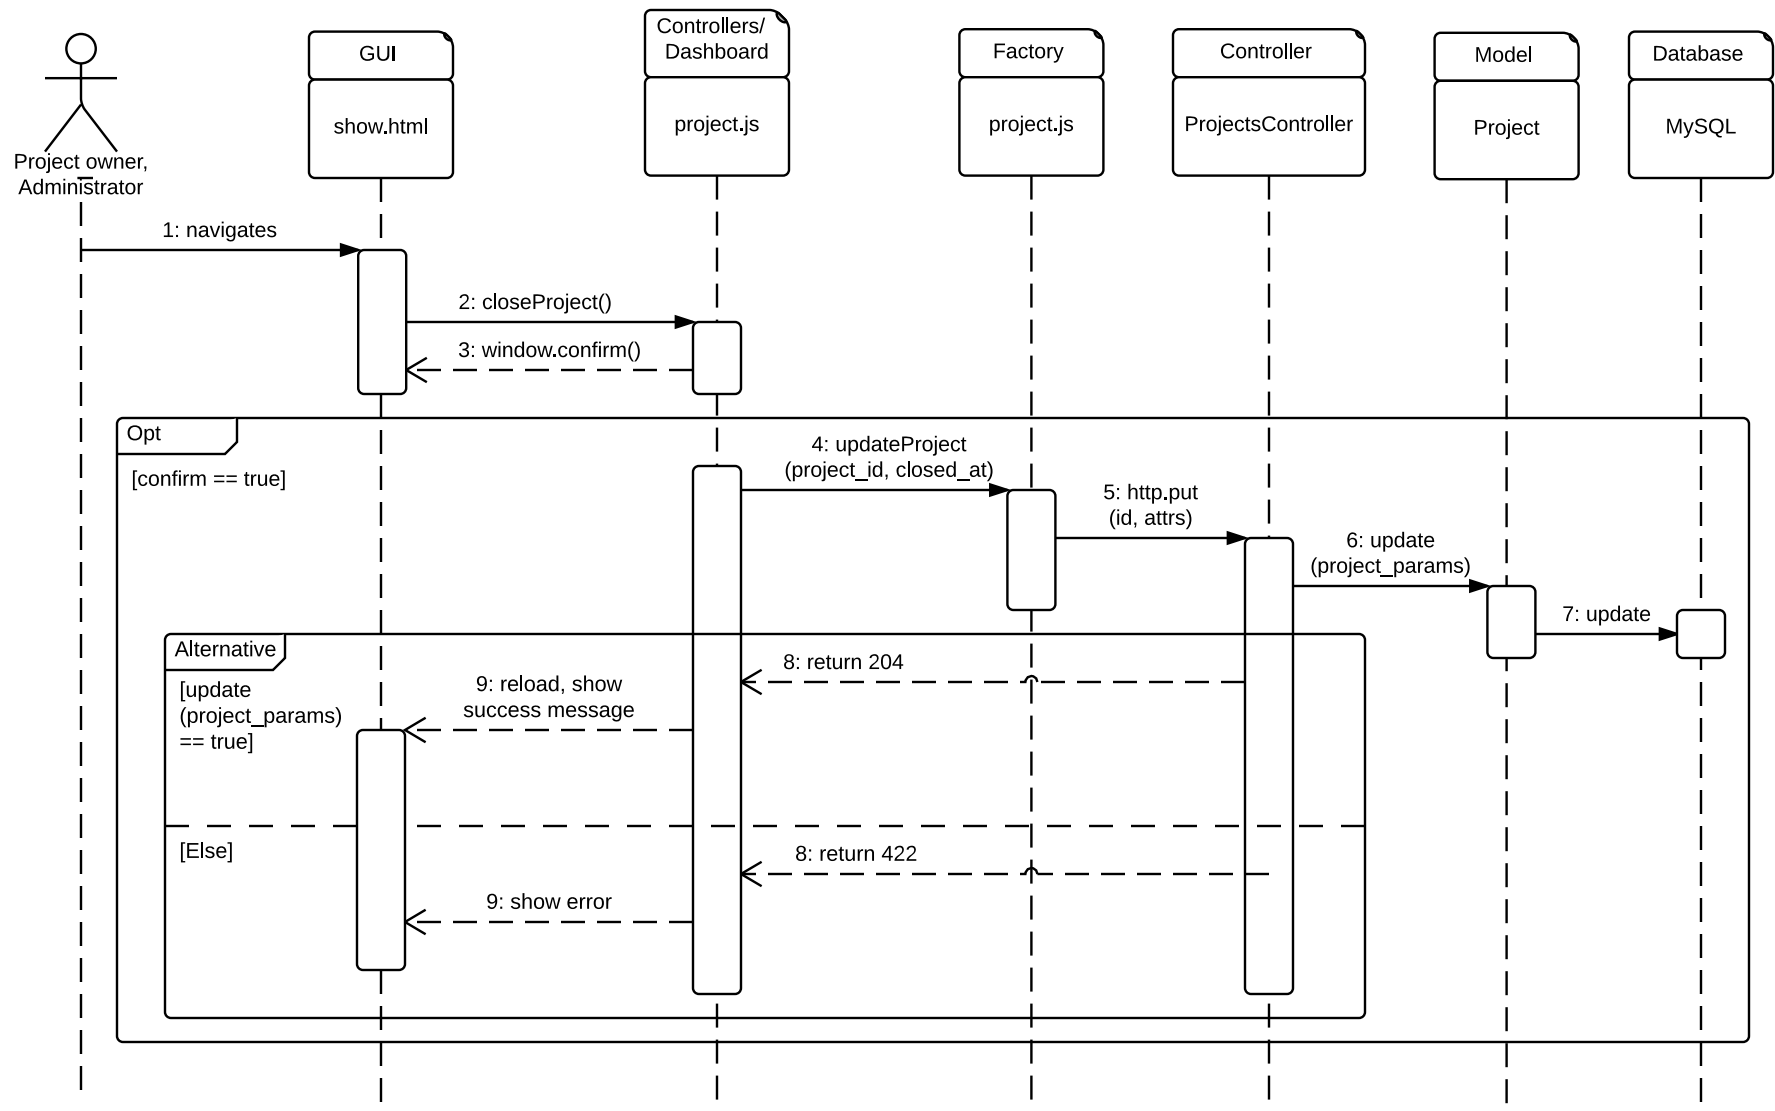 GUI
Controllers/
Dashboard
Factory
Controller
Model
Database
show.html
project.js
project.js
ProjectsController
Project
MySQL
Project owner,
Administrator
1: navigates
2: closeProject()
3: window.confirm()
Opt
[confirm == true]
4: updateProject
(project_id, closed_at)
5: http.put
(id, attrs)
6: update
(project_params)
7: update
Alternative
[update
(project_params)
== true]
8: return 204
9: reload, show
success message
[Else]
8: return 422
9: show error